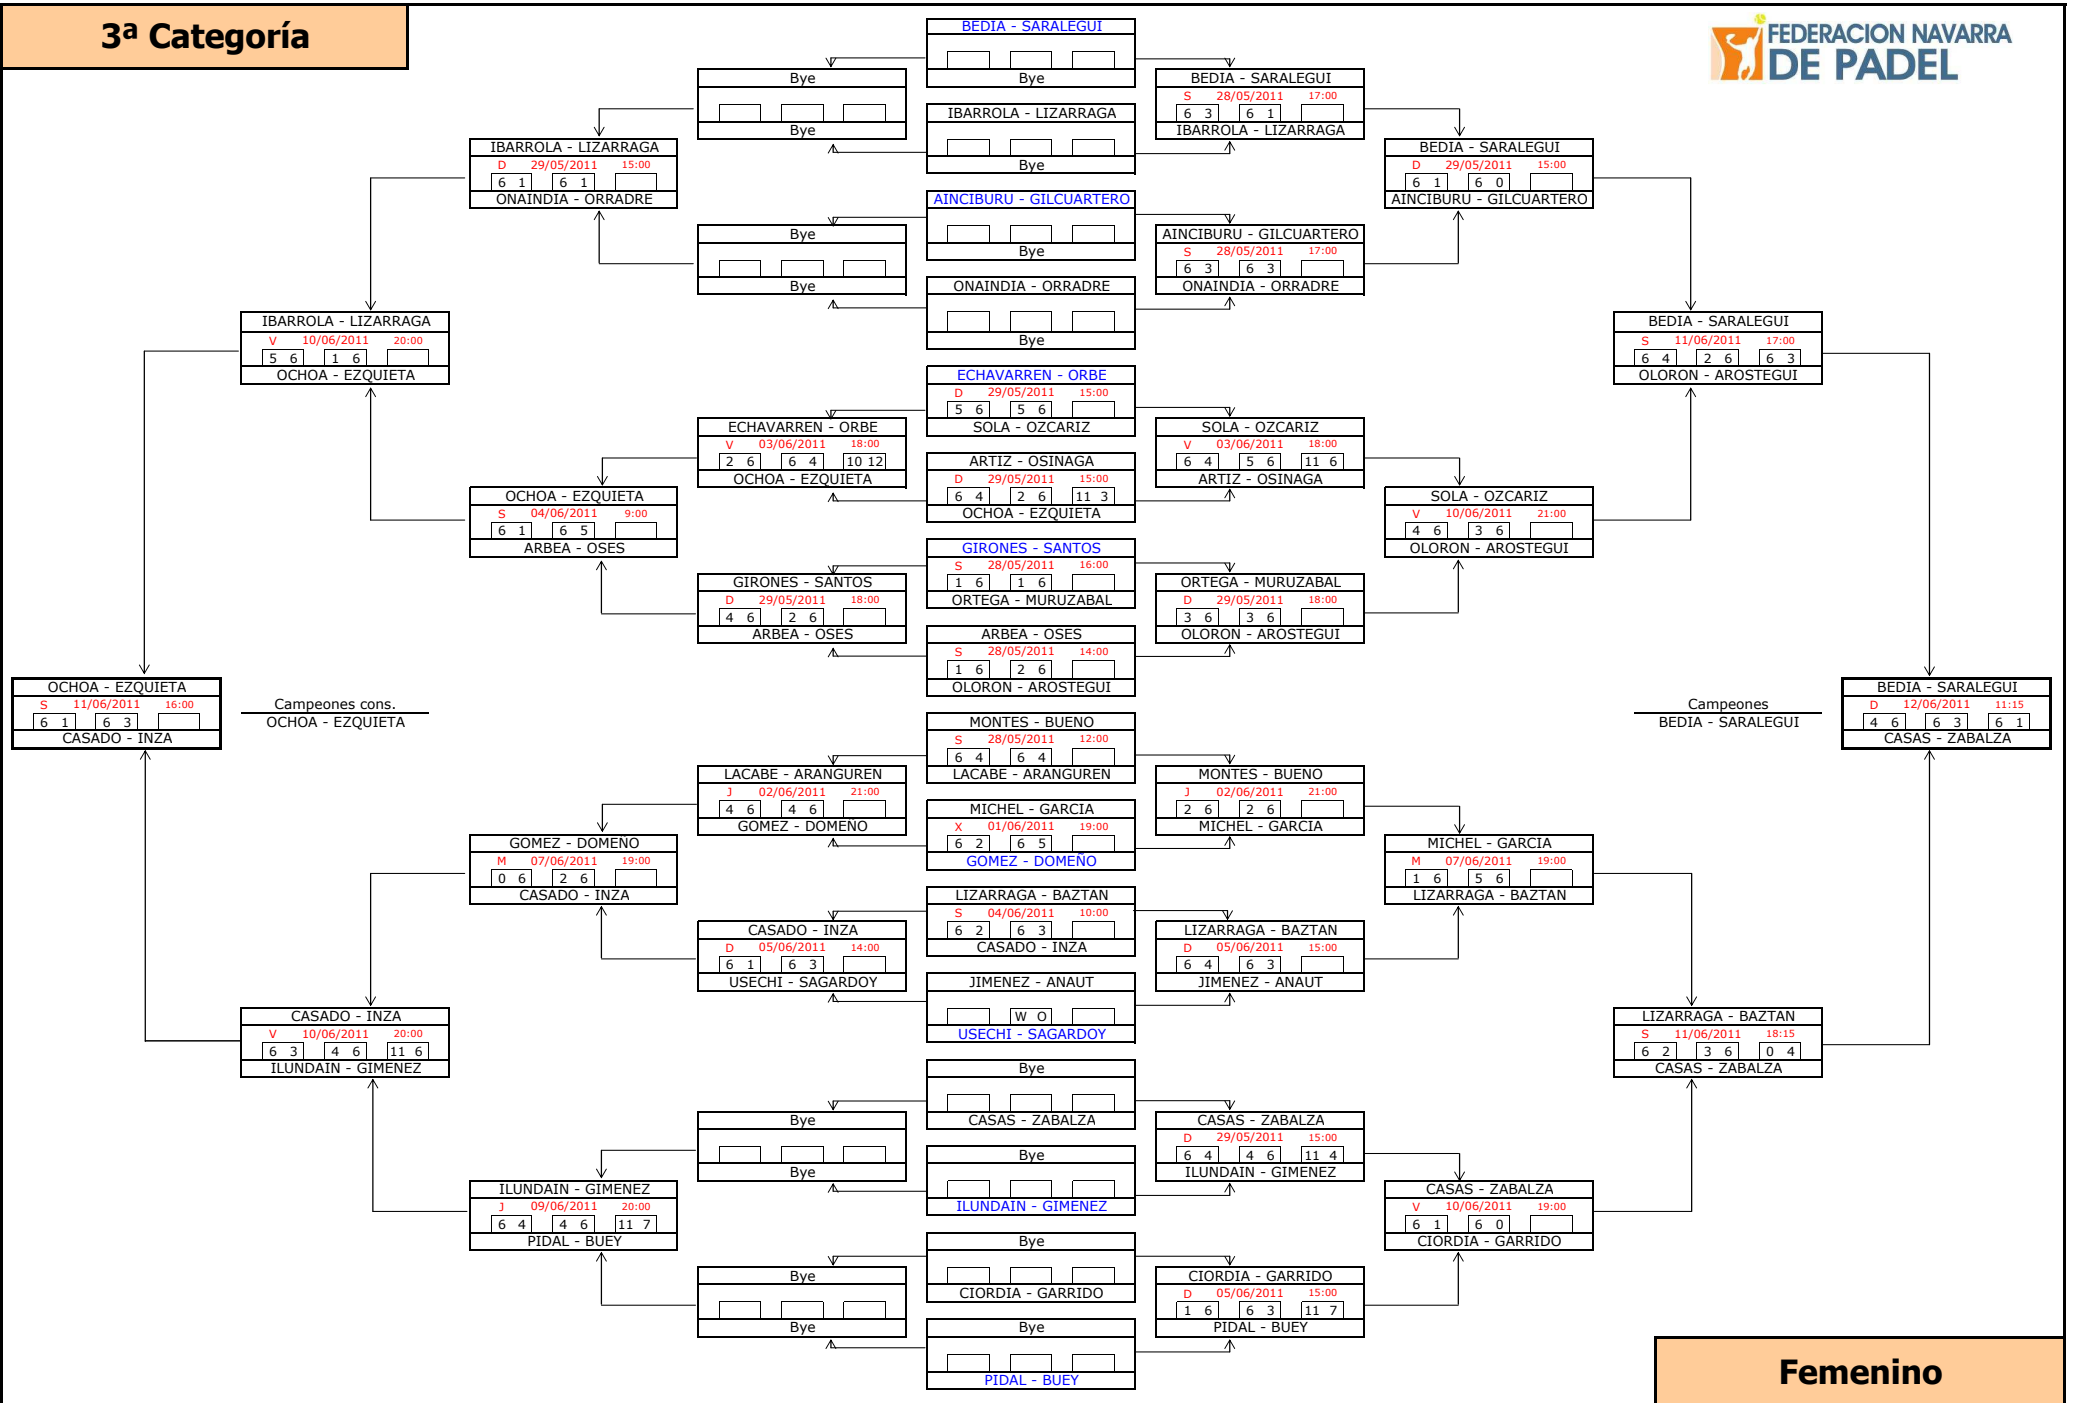 3ª Categoría
FEDERACION NAVARRA
DE PADEL
BEDIA - SARALEGUI
Bye
IBARROLA - LIZARRAGA
Bye
AINCIBURU - GILCUARTERO
Bye
ONAINDIA - ORRADRE
Bye
ECHAVARREN - ORBE
D 29/05/2011 15:00
5 6 5 6
SOLA - OZCARIZ
ARTIZ - OSINAGA
D 29/05/2011 15:00
6 4 2 6 11 3
OCHOA - EZQUIETA
GIRONES - SANTOS
S 28/05/2011 16:00
1 6 1 6
ORTEGA - MURUZABAL
ARBEA - OSES
S 28/05/2011 14:00
1 6 2 6
OLORON - AROSTEGUI
MONTES - BUENO
S 28/05/2011 12:00
6 4 6 4
LACABE - ARANGUREN
MICHEL - GARCIA
X 01/06/2011 19:00
6 2 6 5
GOMEZ - DOMEÑO
LIZARRAGA - BAZTAN
S 04/06/2011 10:00
6 2 6 3
CASADO - INZA
JIMENEZ - ANAUT
W O
USECHI - SAGARDOY
Bye
CASAS - ZABALZA
Bye
ILUNDAIN - GIMENEZ
Bye
CIORDIA - GARRIDO
Bye
PIDAL - BUEY
Bye
Bye
Bye
Bye
ECHAVARREN - ORBE
V 03/06/2011 18:00
2 6 6 4 10 12
OCHOA - EZQUIETA
GIRONES - SANTOS
D 29/05/2011 18:00
4 6 2 6
ARBEA - OSES
LACABE - ARANGUREN
J 02/06/2011 21:00
4 6 4 6
GOMEZ - DOMEÑO
CASADO - INZA
D 05/06/2011 14:00
6 1 6 3
USECHI - SAGARDOY
Bye
Bye
Bye
Bye
IBARROLA - LIZARRAGA
D 29/05/2011 15:00
6 1 6 1
ONAINDIA - ORRADRE
OCHOA - EZQUIETA
S 04/06/2011 9:00
6 1 6 5
ARBEA - OSES
GOMEZ - DOMEÑO
M 07/06/2011 19:00
0 6 2 6
CASADO - INZA
ILUNDAIN - GIMENEZ
J 09/06/2011 20:00
6 4 4 6 11 7
PIDAL - BUEY
IBARROLA - LIZARRAGA
V 10/06/2011 20:00
5 6 1 6
OCHOA - EZQUIETA
CASADO - INZA
V 10/06/2011 20:00
6 3 4 6 11 6
ILUNDAIN - GIMENEZ
OCHOA - EZQUIETA
S 11/06/2011 16:00
6 1 6 3
CASADO - INZA
Campeones cons.
OCHOA - EZQUIETA
BEDIA - SARALEGUI
S 28/05/2011 17:00
6 3 6 1
IBARROLA - LIZARRAGA
AINCIBURU - GILCUARTERO
S 28/05/2011 17:00
6 3 6 3
ONAINDIA - ORRADRE
SOLA - OZCARIZ
V 03/06/2011 18:00
6 4 5 6 11 6
ARTIZ - OSINAGA
ORTEGA - MURUZABAL
D 29/05/2011 18:00
3 6 3 6
OLORON - AROSTEGUI
MONTES - BUENO
J 02/06/2011 21:00
2 6 2 6
MICHEL - GARCIA
LIZARRAGA - BAZTAN
D 05/06/2011 15:00
6 4 6 3
JIMENEZ - ANAUT
CASAS - ZABALZA
D 29/05/2011 15:00
6 4 4 6 11 4
ILUNDAIN - GIMENEZ
CIORDIA - GARRIDO
D 05/06/2011 15:00
1 6 6 3 11 7
PIDAL - BUEY
BEDIA - SARALEGUI
D 29/05/2011 15:00
6 1 6 0
AINCIBURU - GILCUARTERO
SOLA - OZCARIZ
V 10/06/2011 21:00
4 6 3 6
OLORON - AROSTEGUI
MICHEL - GARCIA
M 07/06/2011 19:00
1 6 5 6
LIZARRAGA - BAZTAN
CASAS - ZABALZA
V 10/06/2011 19:00
6 1 6 0
CIORDIA - GARRIDO
BEDIA - SARALEGUI
S 11/06/2011 17:00
6 4 2 6 6 3
OLORON - AROSTEGUI
LIZARRAGA - BAZTAN
S 11/06/2011 18:15
6 2 3 6 0 4
CASAS - ZABALZA
Campeones
BEDIA - SARALEGUI
BEDIA - SARALEGUI
D 12/06/2011 11:15
4 6 6 3 6 1
CASAS - ZABALZA
Femenino